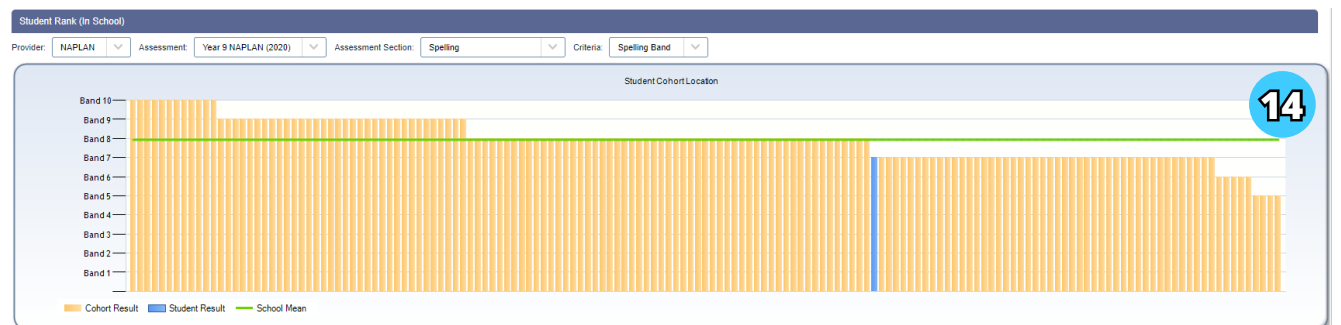 Student Rank (In School)
Provider: NAPLAN Assessment: Year 9 NAPLAN (2020) Assessment Section: Spelling Criteria: Spelling Band
Student Cohort Location
14
Band 10
Band 9
Band 8
Band 7
Band 6
Band 5
Band 4
Band 3
Band 2
Band 1
Cohort Result Student Result School Mean